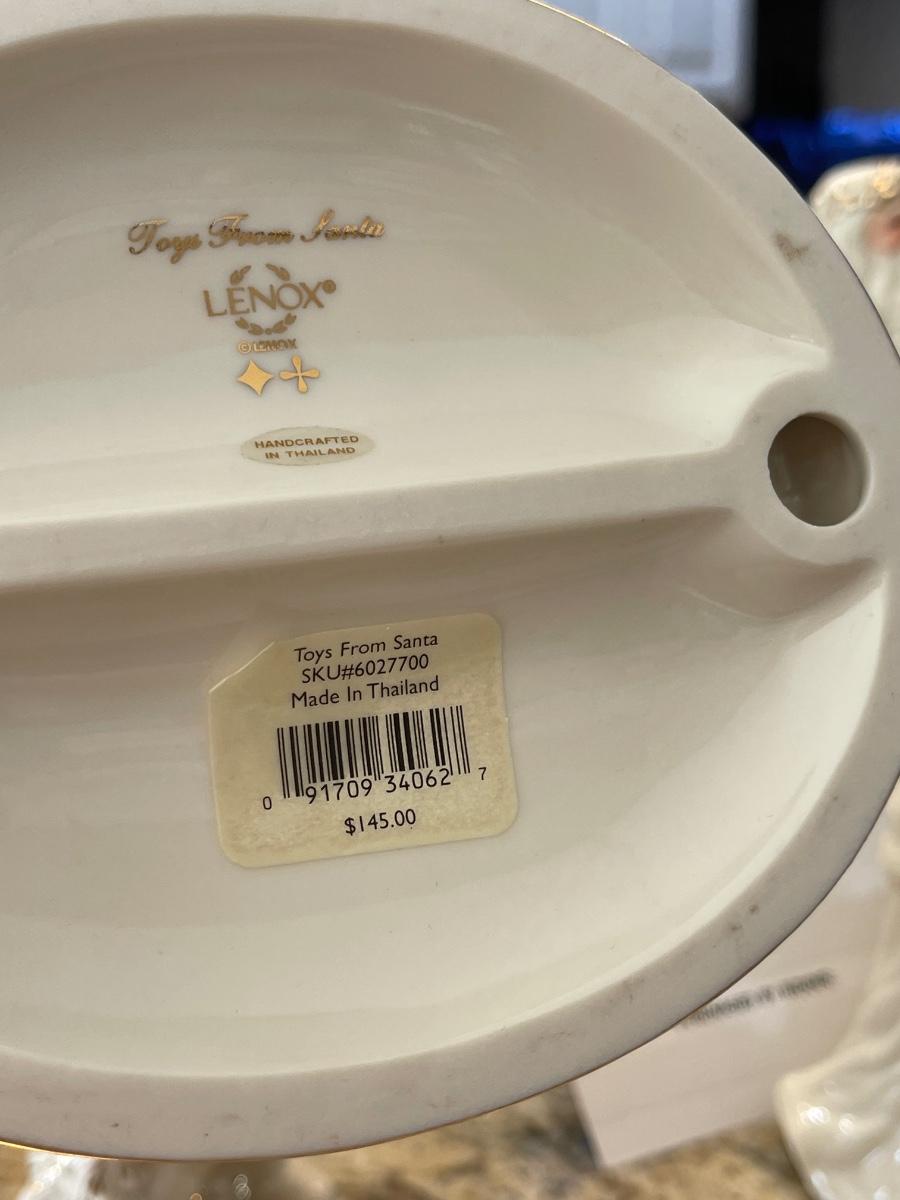 Toys From Santa
LENOX®
© LENOX
HANDCRAFTED
IN THAILAND
Toys From Santa
SKU#6027700
Made In Thailand
0 91709 34062 7
$145.00